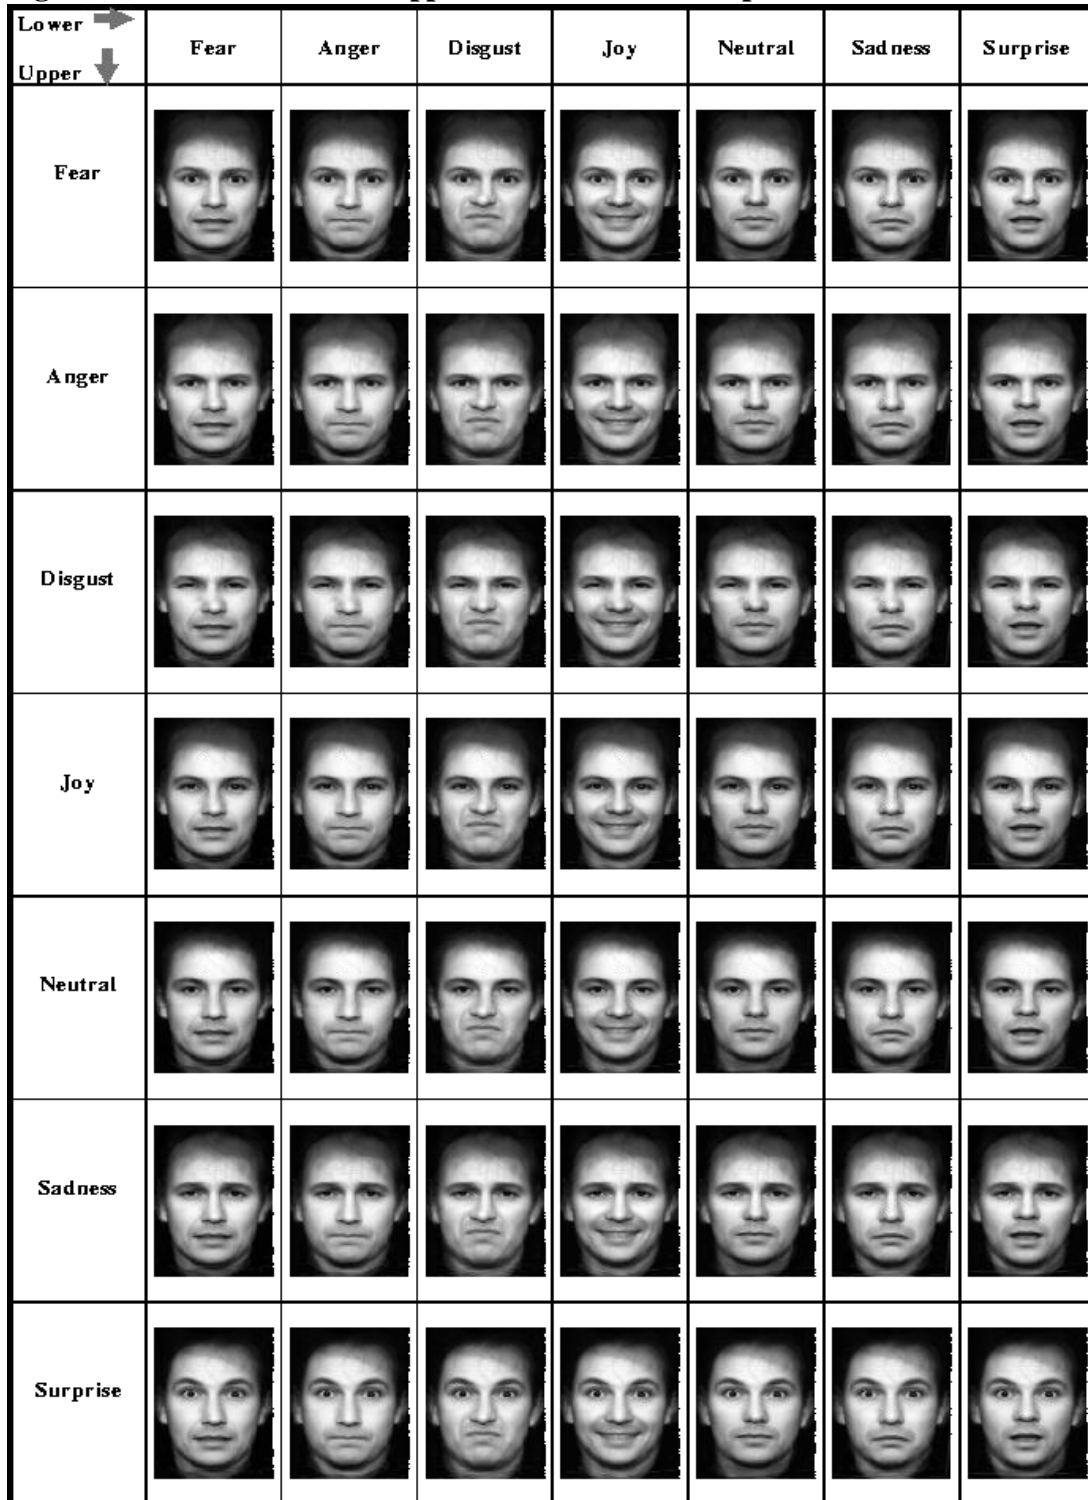 Lower
Upper
Fear Anger Disgust Joy Neutral Sadness Surprise
Fear
Anger
Disgust
Joy
Neutral
Sadness
Surprise